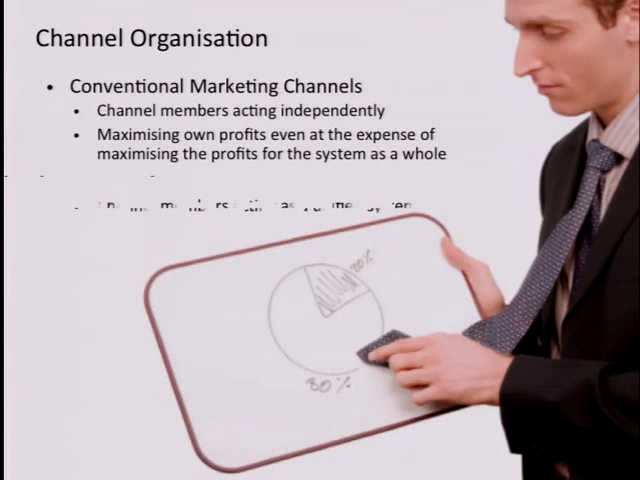 Channel Organisation
• Conventional Marketing Channels
• Channel members acting independently
• Maximising own profits even at the expense of
maximising the profits for the system as a whole
20%
80%